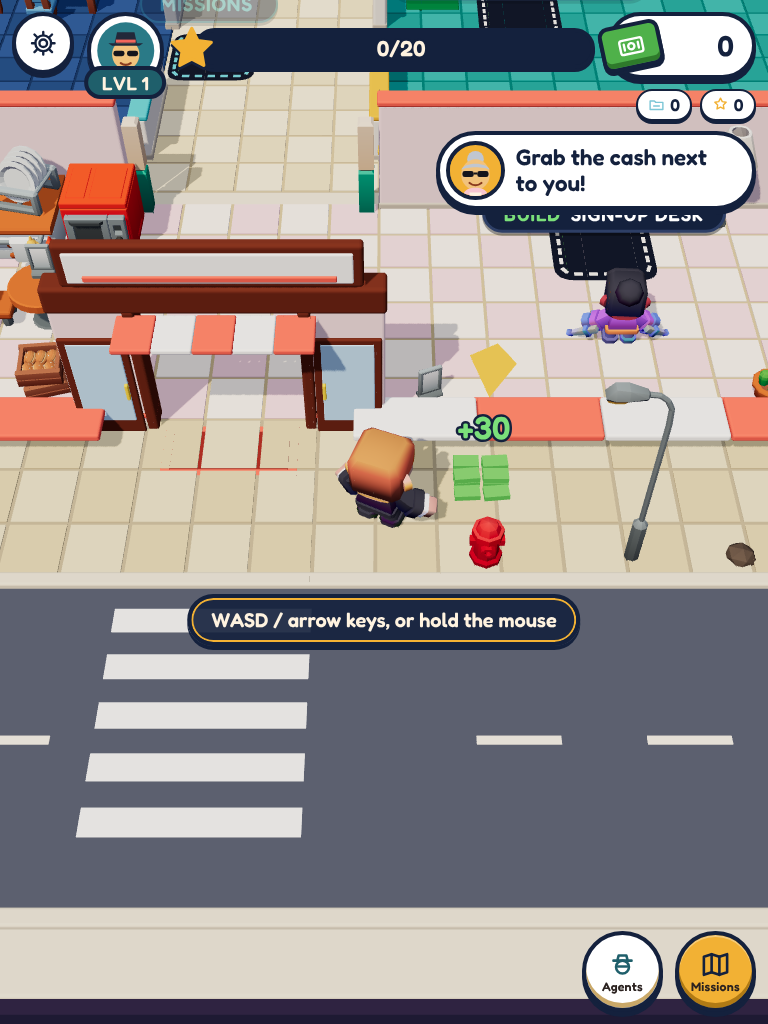 MISSIONS
0/20
0
LVL 1
0
0
Grab the cash next
to you!
BUILD SIGN-UP DESK
+30
WASD / arrow keys, or hold the mouse
Agents
Missions